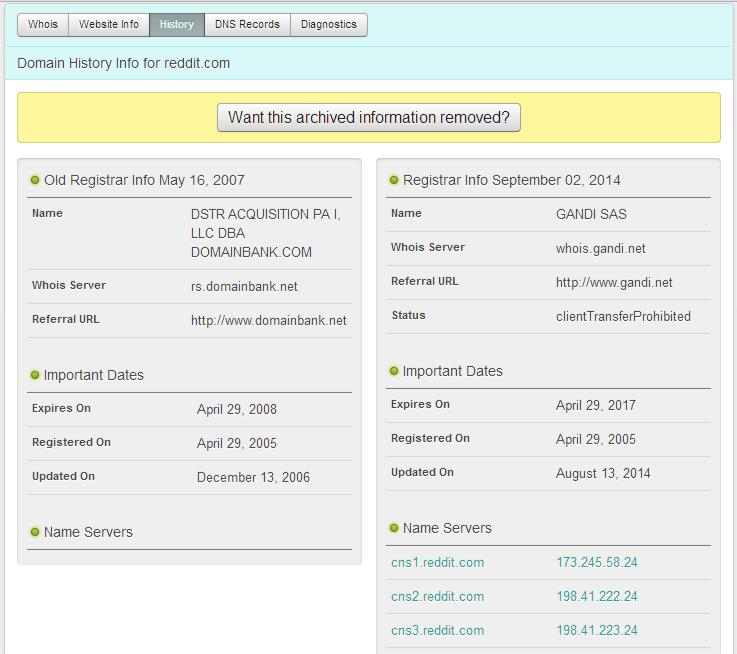 Whois Website Info History DNS Records Diagnostics
Domain History Info for reddit.com
Want this archived information removed?
Old Registrar Info May 16, 2007
Name DSTR ACQUISITION PA I,
LLC DBA
DOMAINBANK.COM
Whois Server rs.domainbank.net
Referral URL http://www.domainbank.net
Important Dates
Expires On April 29, 2008
Registered On April 29, 2005
Updated On December 13, 2006
Name Servers
Registrar Info September 02, 2014
Name GANDI SAS
Whois Server whois.gandi.net
Referral URL http://www.gandi.net
Status clientTransferProhibited
Important Dates
Expires On April 29, 2017
Registered On April 29, 2005
Updated On August 13, 2014
Name Servers
cns1.reddit.com 173.245.58.24
cns2.reddit.com 198.41.222.24
cns3.reddit.com 198.41.223.24